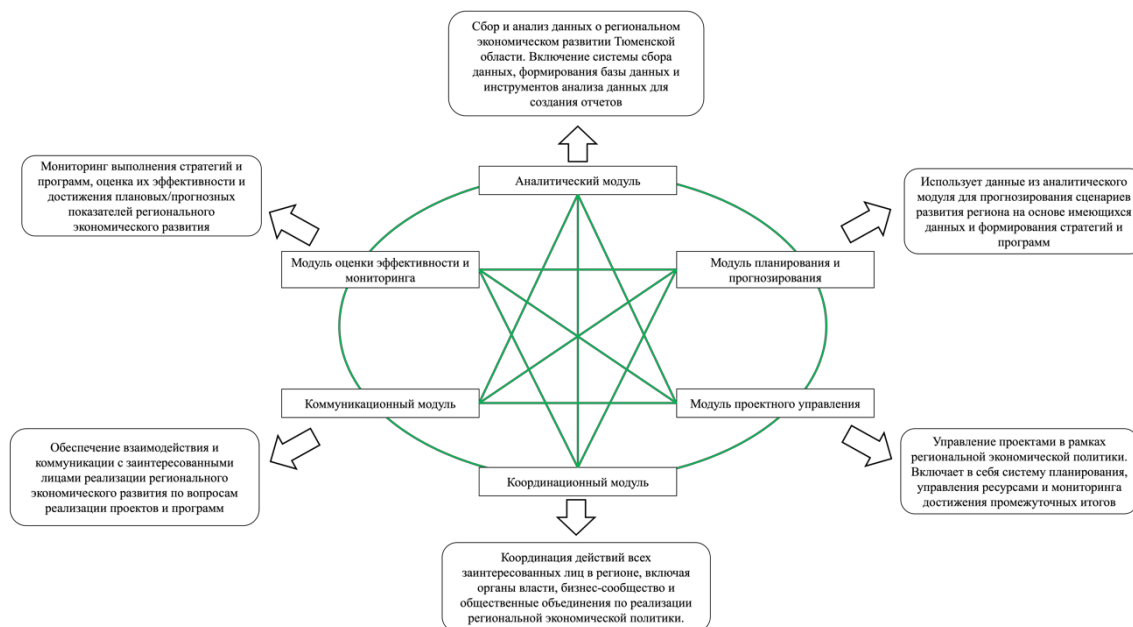 Сбор и анализ данных о региональном
экономическом развитии Тюменской
области. Включение системы сбора
данных, формирования базы данных и
инструментов анализа данных для
создания отчетов
Мониторинг выполнения стратегий и
программ, оценка их эффективности и
достижения плановых/прогнозных
показателей регионального
экономического развития
Аналитический модуль
Использует данные из аналитического
модуля для прогнозирования сценариев
развития региона на основе имеющихся
данных и формирования стратегий и
программ
Модуль оценки эффективности и
мониторинга
Модуль планирования и
прогнозирования
Коммуникационный модуль
Модуль проектного управления
Обеспечение взаимодействия и
коммуникации с заинтересованными
лицами реализации регионального
экономического развития по вопросам
реализации проектов и программ
Координационный модуль
Управление проектами в рамках
региональной экономической политики.
Включает в себя систему планирования,
управления ресурсами и мониторинга
достижения промежуточных итогов
Координация действий всех
заинтересованных лиц в регионе, включая
органы власти, бизнес-сообщество и
общественные объединения по реализации
региональной экономической политики.